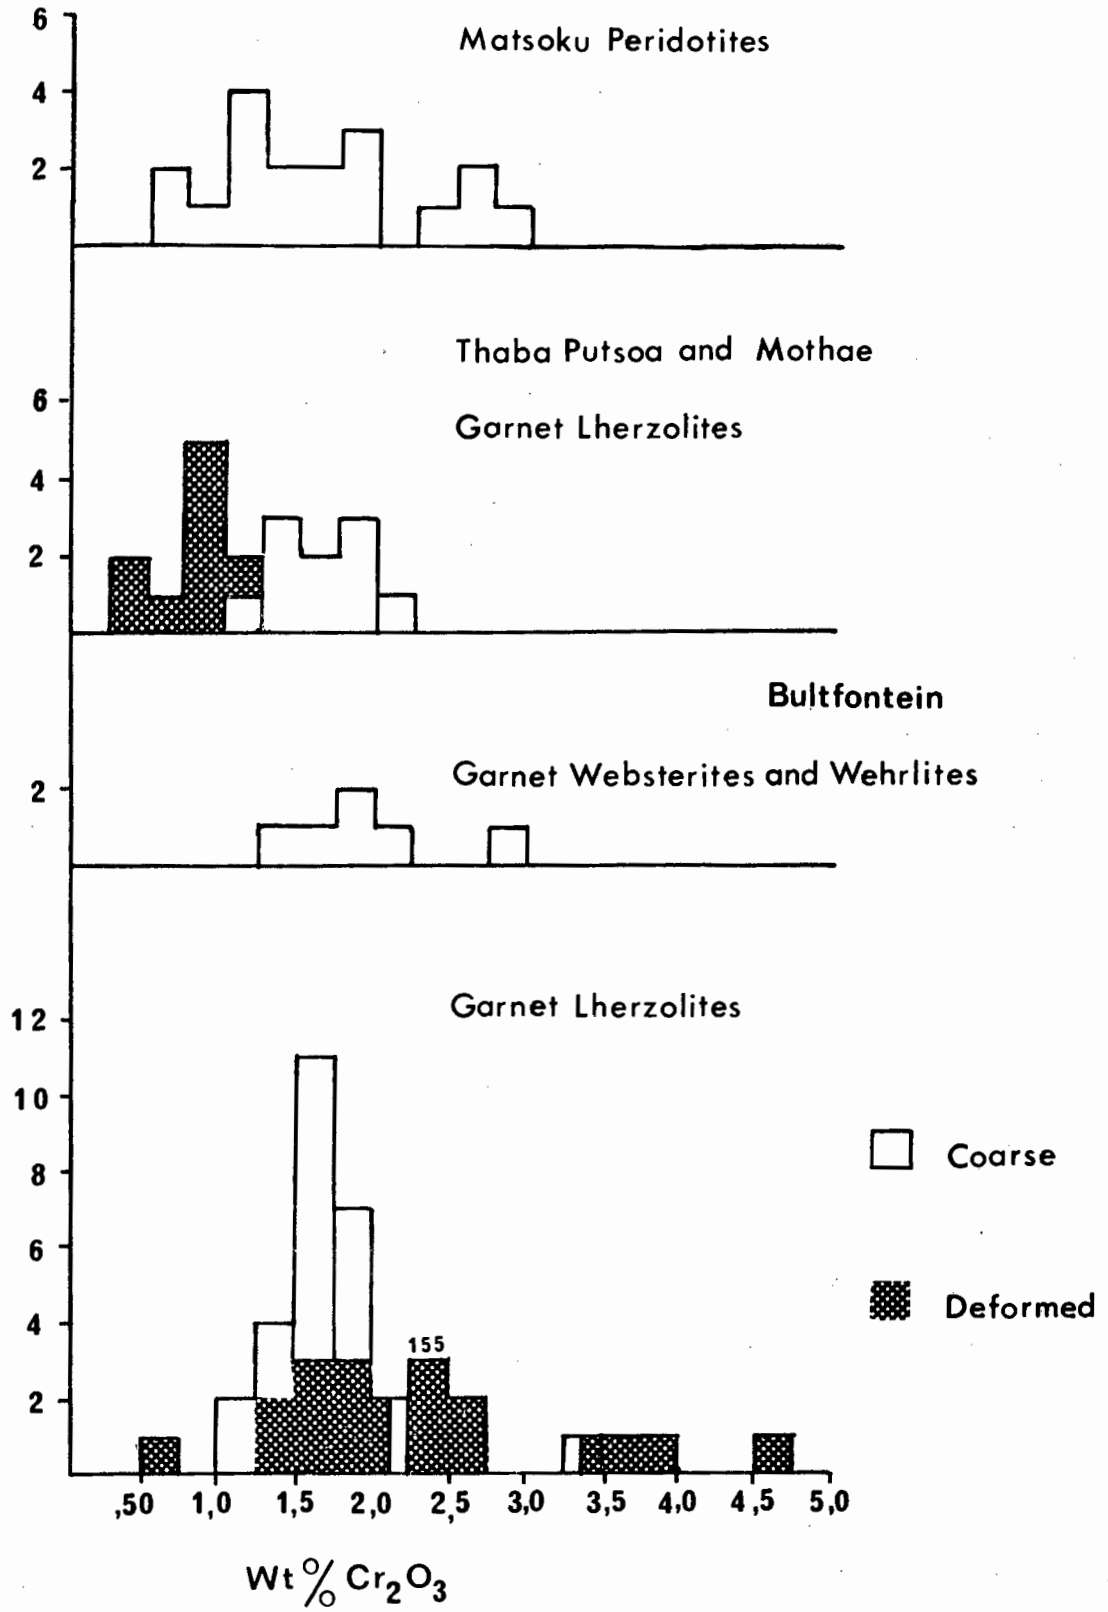 6
Matsoku Peridotites
4
2
Thaba Putsoa and Mothae
6
Garnet Lherzolites
4
2
Bultfontein
Garnet Websterites and Wehrlites
2
Garnet Lherzolites
12
10
Coarse
8
6
Deformed
4
155
2
,50 1,0 1,5 2,0 2,5 3,0 3,5 4,0 4,5 5,0
Wt % Cr₂O₃